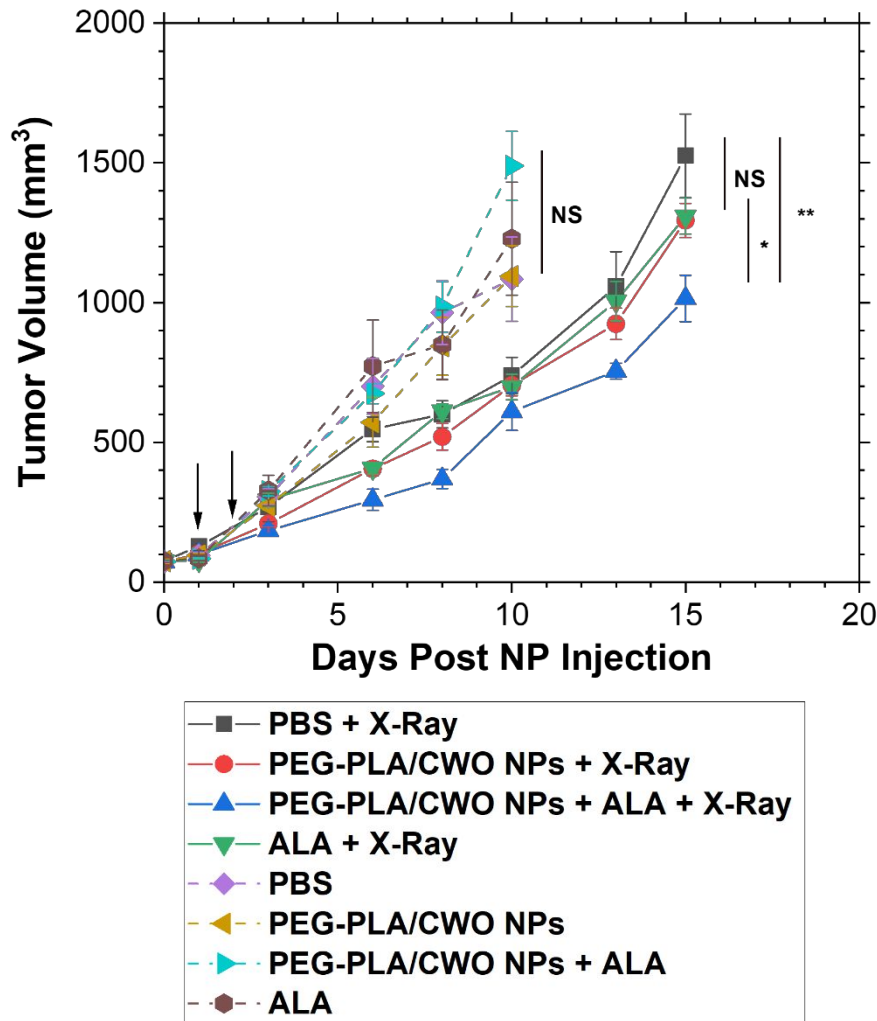 2000
1500
1000
500
0
Tumor Volume (mm³)
NS
NS
**
*
0 5 10 15 20
Days Post NP Injection
PBS + X-Ray
PEG-PLA/CWO NPs + X-Ray
PEG-PLA/CWO NPs + ALA + X-Ray
ALA + X-Ray
PBS
PEG-PLA/CWO NPs
PEG-PLA/CWO NPs + ALA
ALA